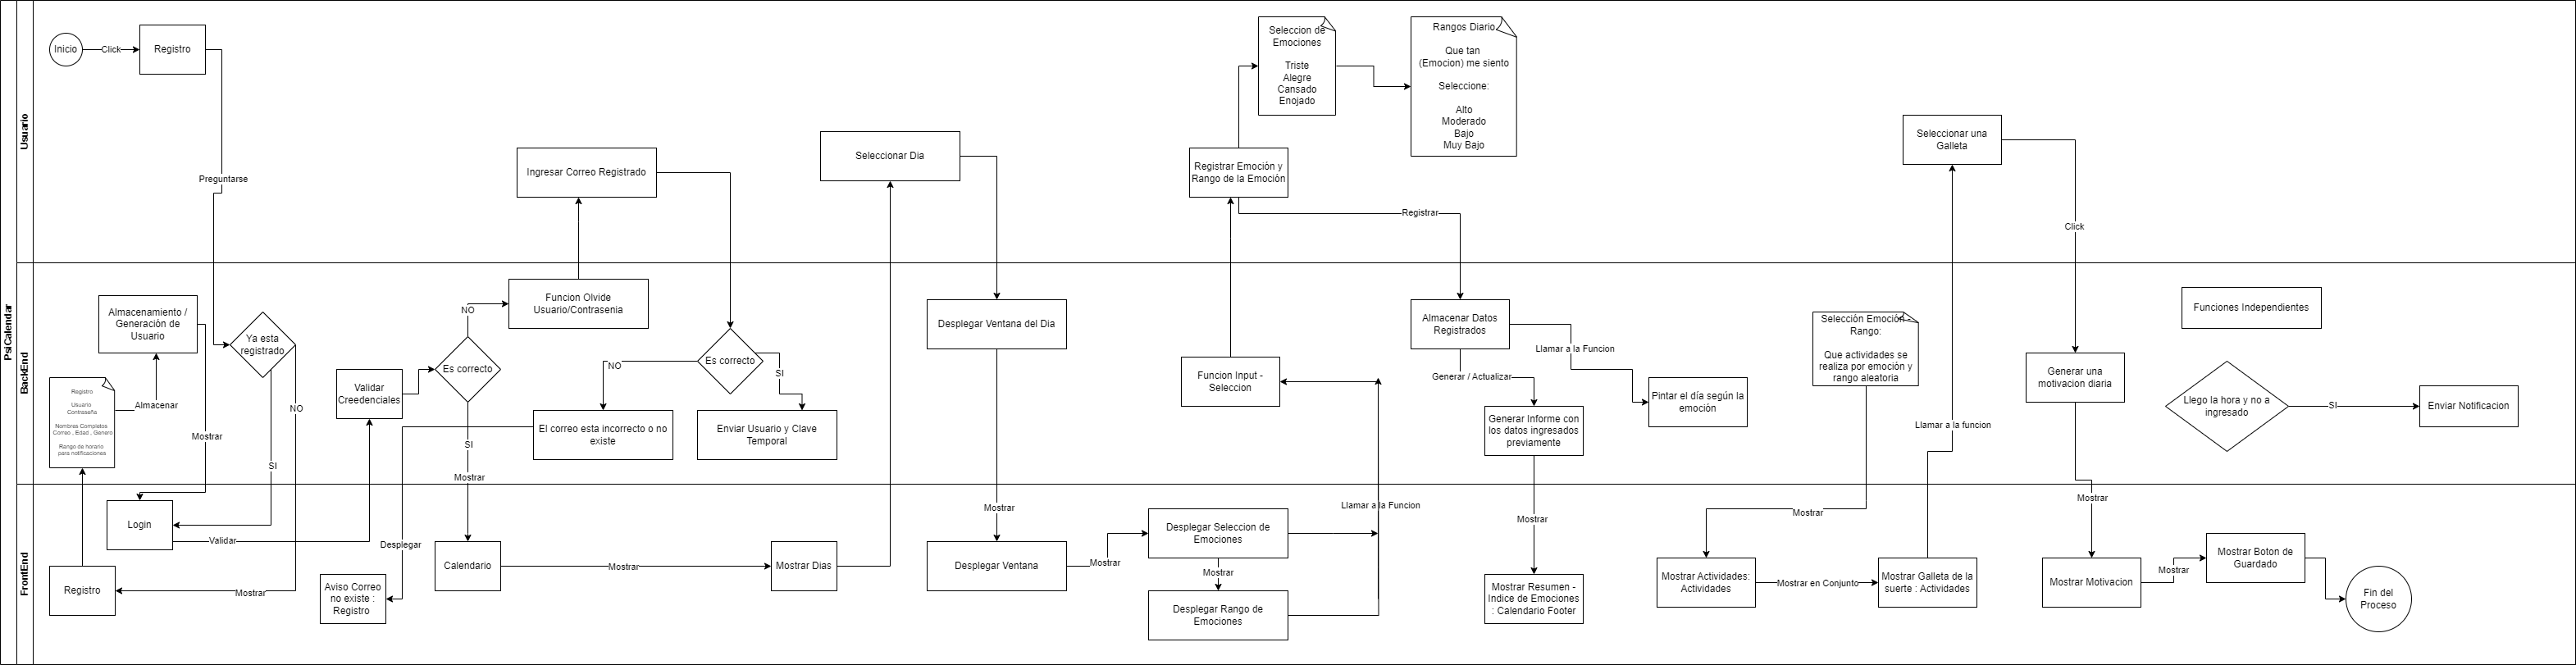 PsiCalendar
Usuario
Inicio
Click
Registro
Preguntarse
Ingresar Correo Registrado
Seleccionar Dia
Registrar Emoción y
Rango de la Emoción
Seleccion de
Emociones
Triste
Alegre
Cansado
Enojado
Rangos Diario
Que tan
(Emocion) me siento
Seleccione:
Alto
Moderado
Bajo
Muy Bajo
Registrar
Seleccionar una
Galleta
Click
BackEnd
Almacenamiento /
Generación de
Usuario
Registro
Usuario
Contraseña
Nombres Completos
Correo , Edad , Genero
Rango de horario
para notificaciones
Almacenar
Mostrar
Ya esta
registrado
SI
NO
Validar
Creedenciales
Es correcto
NO
SI
Mostrar
Funcion Olvide
Usuario/Contrasenia
Es correcto
NO
SI
El correo esta incorrecto o no
existe
Enviar Usuario y Clave
Temporal
Desplegar Ventana del Dia
Funcion Input -
Seleccion
Almacenar Datos
Registrados
Llamar a la Funcion
Generar / Actualizar
Generar Informe con
los datos ingresados
previamente
Pintar el día según la
emoción
Selección Emoción -
Rango:
Que actividades se
realiza por emoción y
rango aleatoria
Llamar a la funcion
Generar una
motivacion diaria
Funciones Independientes
Llego la hora y no a
ingresado
SI
Enviar Notificacion
FrontEnd
Login
Validar
Registro
Mostrar
Desplegar
Aviso Correo
no existe :
Registro
Calendario
Mostrar
Mostrar Dias
Mostrar
Desplegar Ventana
Mostrar
Desplegar Seleccion de
Emociones
Mostrar
Desplegar Rango de
Emociones
Llamar a la Funcion
Mostrar
Mostrar Resumen -
Indice de Emociones
: Calendario Footer
Mostrar
Mostrar Actividades:
Actividades
Mostrar en Conjunto
Mostrar Galleta de la
suerte : Actividades
Mostrar
Mostrar Motivacion
Mostrar
Mostrar Boton de
Guardado
Fin del
Proceso